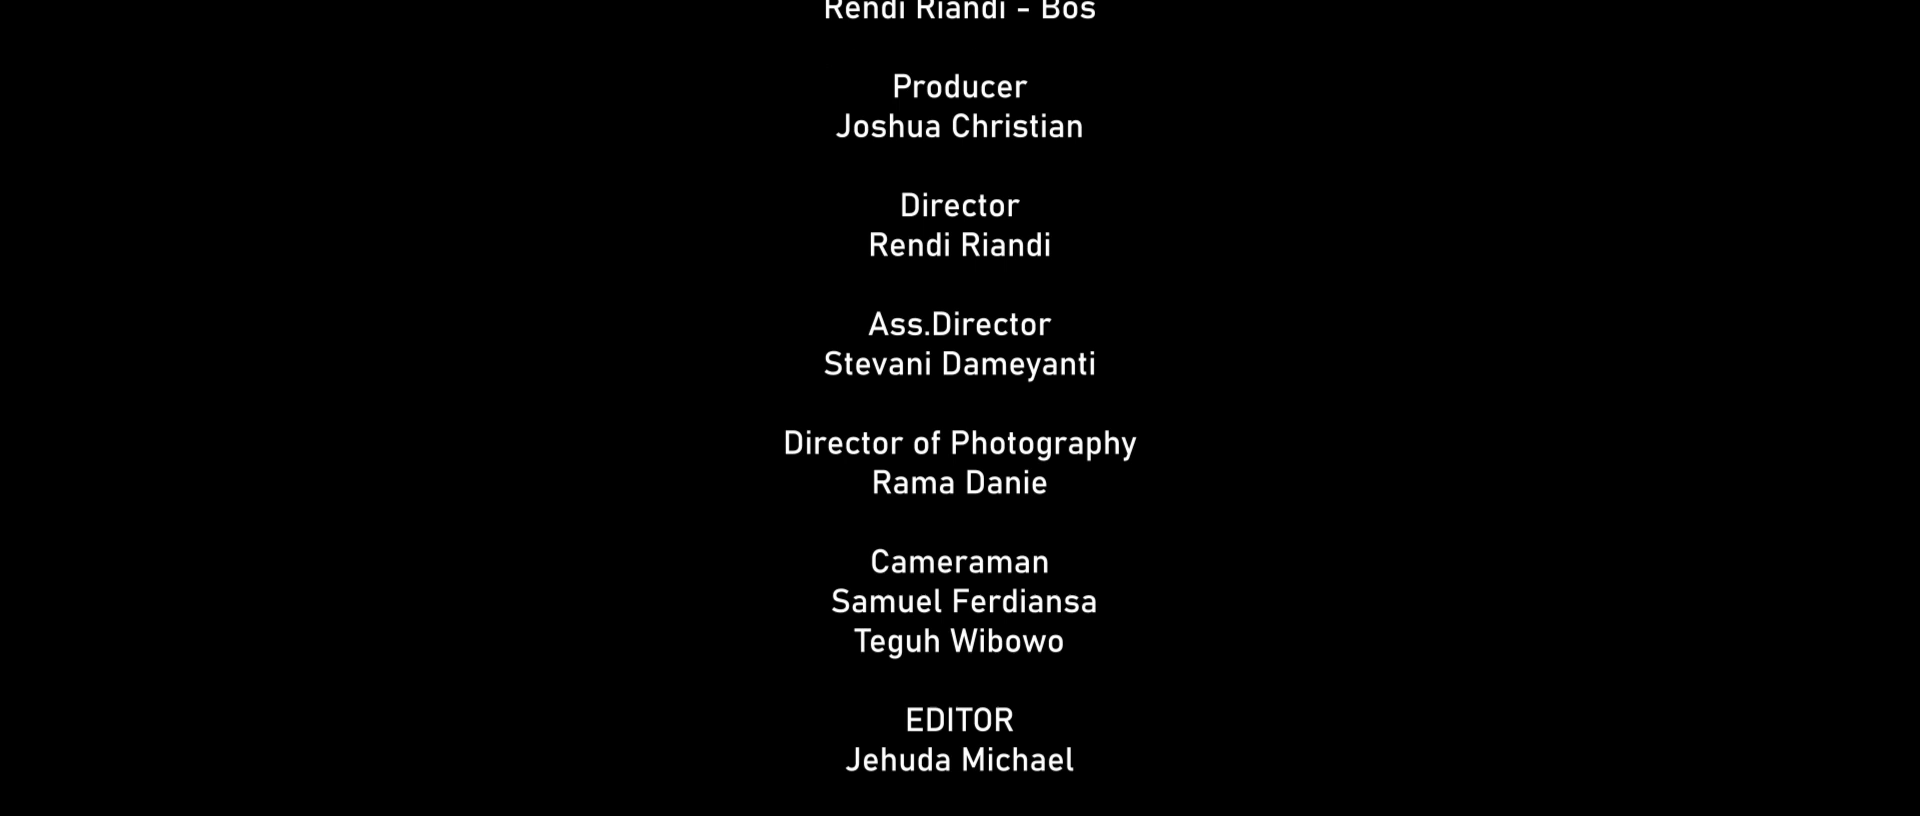 Rendi Riandi - Bos
Producer
Joshua Christian
Director
Rendi Riandi
Ass.Director
Stevani Dameyanti
Director of Photography
Rama Danie
Cameraman
Samuel Ferdiansa
Teguh Wibowo
EDITOR
Jehuda Michael